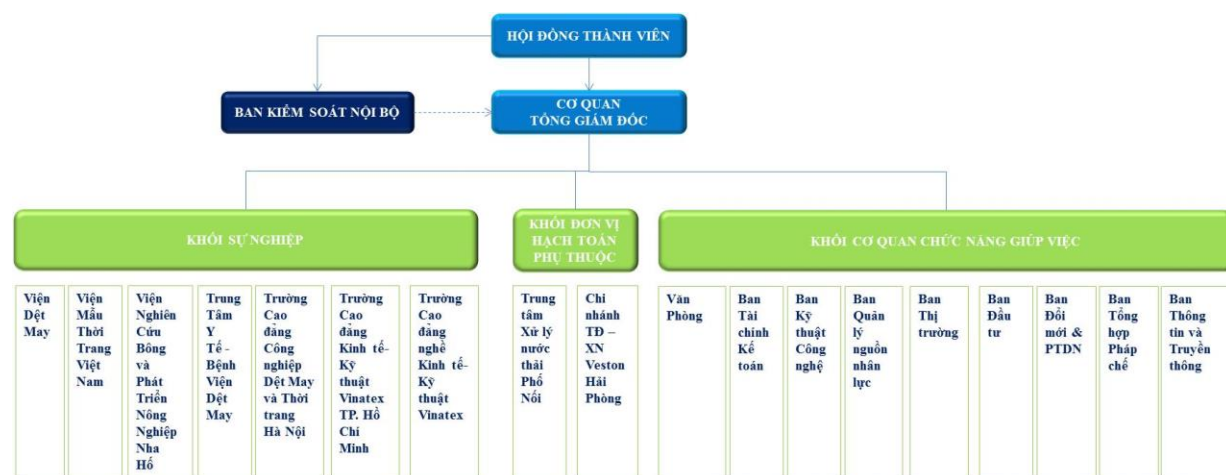 HỘI ĐỒNG THÀNH VIÊN
BAN KIỂM SOÁT NỘI BỘ
CƠ QUAN
TỔNG GIÁM ĐỐC
KHỐI SỰ NGHIỆP
KHỐI ĐƠN VỊ
HẠCH TOÁN
PHỤ THUỘC
KHỐI CƠ QUAN CHỨC NĂNG GIÚP VIỆC
Viện
Dệt
May
Viện
Mẫu
Thời
Trang
Việt
Nam
Viện
Nghiên
Cứu
Bông
và
Phát
Triển
Nông
Nghiệp
Nha
Hố
Trung
Tâm
Y
Tế -
Bệnh
Viện
Dệt
May
Trường
Cao
đẳng
Công
nghiệp
Dệt May
và Thời
trang
Hà Nội
Trường
Cao
đẳng
Kinh tế-
Kỹ
thuật
Vinatex
TP. Hồ
Chí
Minh
Trường
Cao
đẳng
nghề
Kinh tế-
Kỹ
thuật
Vinatex
Trung
tâm
Xử lý
nước
thải
Phố
Nối
Chi
nhánh
TĐ –
XN
Veston
Hải
Phòng
Văn
Phòng
Ban
Tài
chính
Kế
toán
Ban
Kỹ
thuật
Công
nghệ
Ban
Quản
lý
nguồn
nhân
lực
Ban
Thị
trường
Ban
Đầu
tư
Ban
Đổi
mới &
PTDN
Ban
Tổng
hợp
Pháp
chế
Ban
Thông
tin và
Truyền
thông